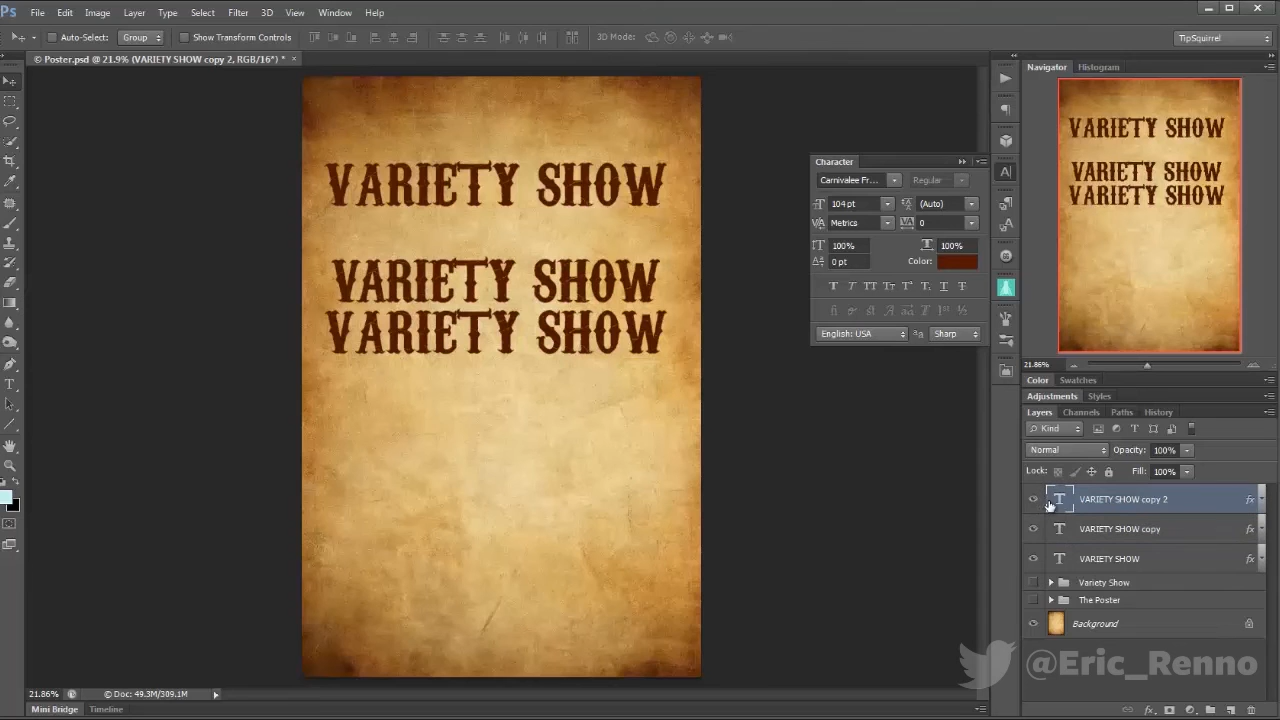 Ps File Edit Image Layer Type Select Filter 3D View Window Help
Auto-Select: Group Show Transform Controls 3D Mode: TipSquirrel
© Poster.psd @ 21.9% (VARIETY SHOW copy 2, RGB/16*) * ×
Navigator Histogram
VARIETY SHOW
VARIETY SHOW
VARIETY SHOW
VARIETY SHOW
VARIETY SHOW
VARIETY SHOW
Character
Carnivalee Fr... Regular
104 pt (Auto)
Metrics 0
100% 100%
0 pt Color:
English: USA Sharp
21.86%
Color Swatches
Adjustments Styles
Layers Channels Paths History
Kind
Normal Opacity: 100%
Lock: Fill: 100%
VARIETY SHOW copy 2 fx
VARIETY SHOW copy fx
VARIETY SHOW fx
Variety Show
The Poster
Background
@Eric_Renno
21.86% © Doc: 49.3M/309.1M
Mini Bridge Timeline